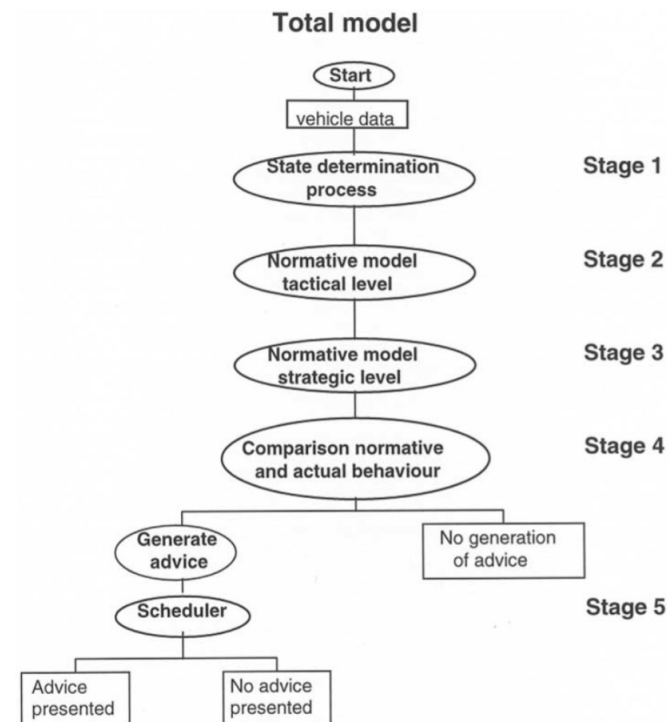 Total model
Start
vehicle data
State determination
process
Stage 1
Normative model
tactical level
Stage 2
Normative model
strategic level
Stage 3
Comparison normative
and actual behaviour
Stage 4
Generate
advice
No generation
of advice
Scheduler
Stage 5
Advice
presented
No advice
presented